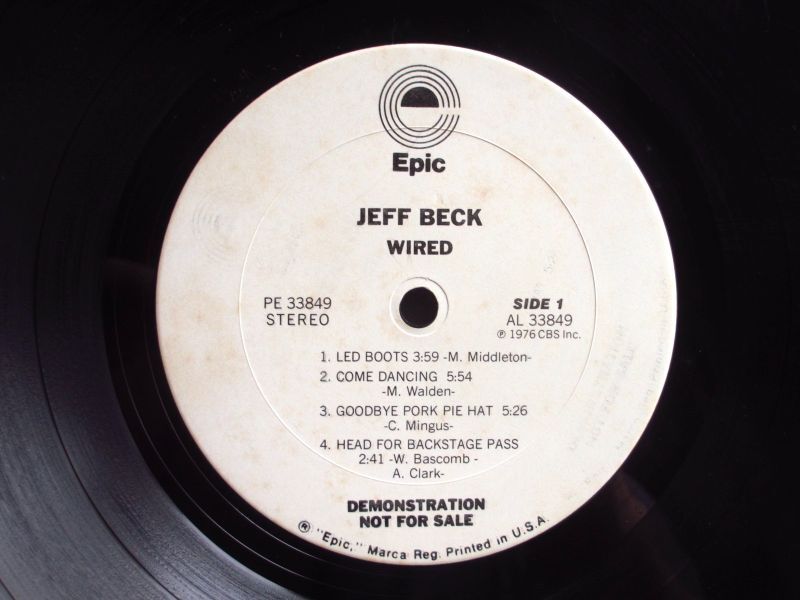 Epic
JEFF BECK
WIRED
PE 33849
STEREO
SIDE 1
AL 33849
℗ 1976 CBS Inc.
1. LED BOOTS 3:59 -M. Middleton-
2. COME DANCING 5:54
-M. Walden-
3. GOODBYE PORK PIE HAT 5:26
-C. Mingus-
4. HEAD FOR BACKSTAGE PASS
2:41 -W. Bascomb -
A. Clark-
DEMONSTRATION
NOT FOR SALE
® "Epic," Marca Reg. Printed in U.S.A.